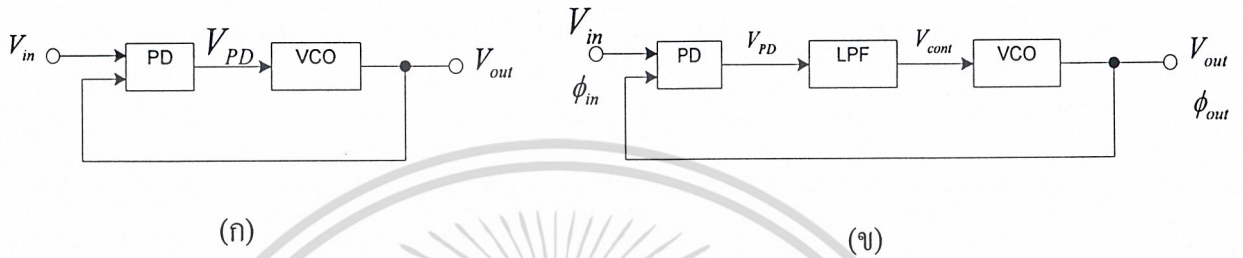 V_in PD V_PD VCO V_out
(ก)
V_in ϕ_in PD V_PD LPF V_cont VCO V_out ϕ_out
(ข)